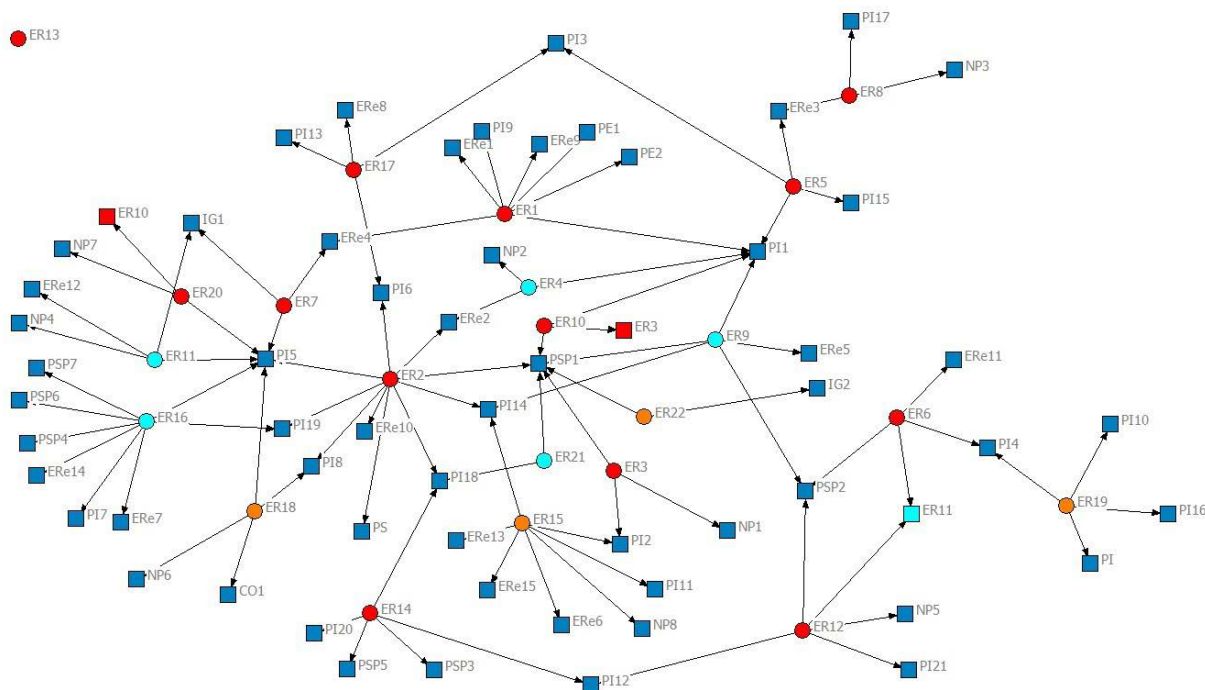 PI17
ER13
PI3
NP3
ER8
ERe8
ERe3
PI9
PE1
PI13
ERe1
ERe9
PE2
ER17
ER5
PI15
ER10
IG1
ER1
ERe4
NP7
NP2
PI1
ERe12
ER20
ER7
PI6
ER4
NP4
ERe2
ER10
ER3
ER9
ER11
PI5
PSP1
ERe5
ERe11
PSP7
ER2
IG2
PSP6
PI14
ER22
ER6
ER16
PI19
ERe10
PI10
PSP4
PI4
PI8
ER21
ERe14
PI18
ER3
PSP2
ER19
PI7
ERe7
ER18
ER11
PI16
PS
ER15
NP1
ERe13
PI2
PI
NP6
CO1
ERe15
PI11
ER14
NP5
PI20
ERe6
NP8
ER12
PSP5
PSP3
PI12
PI21